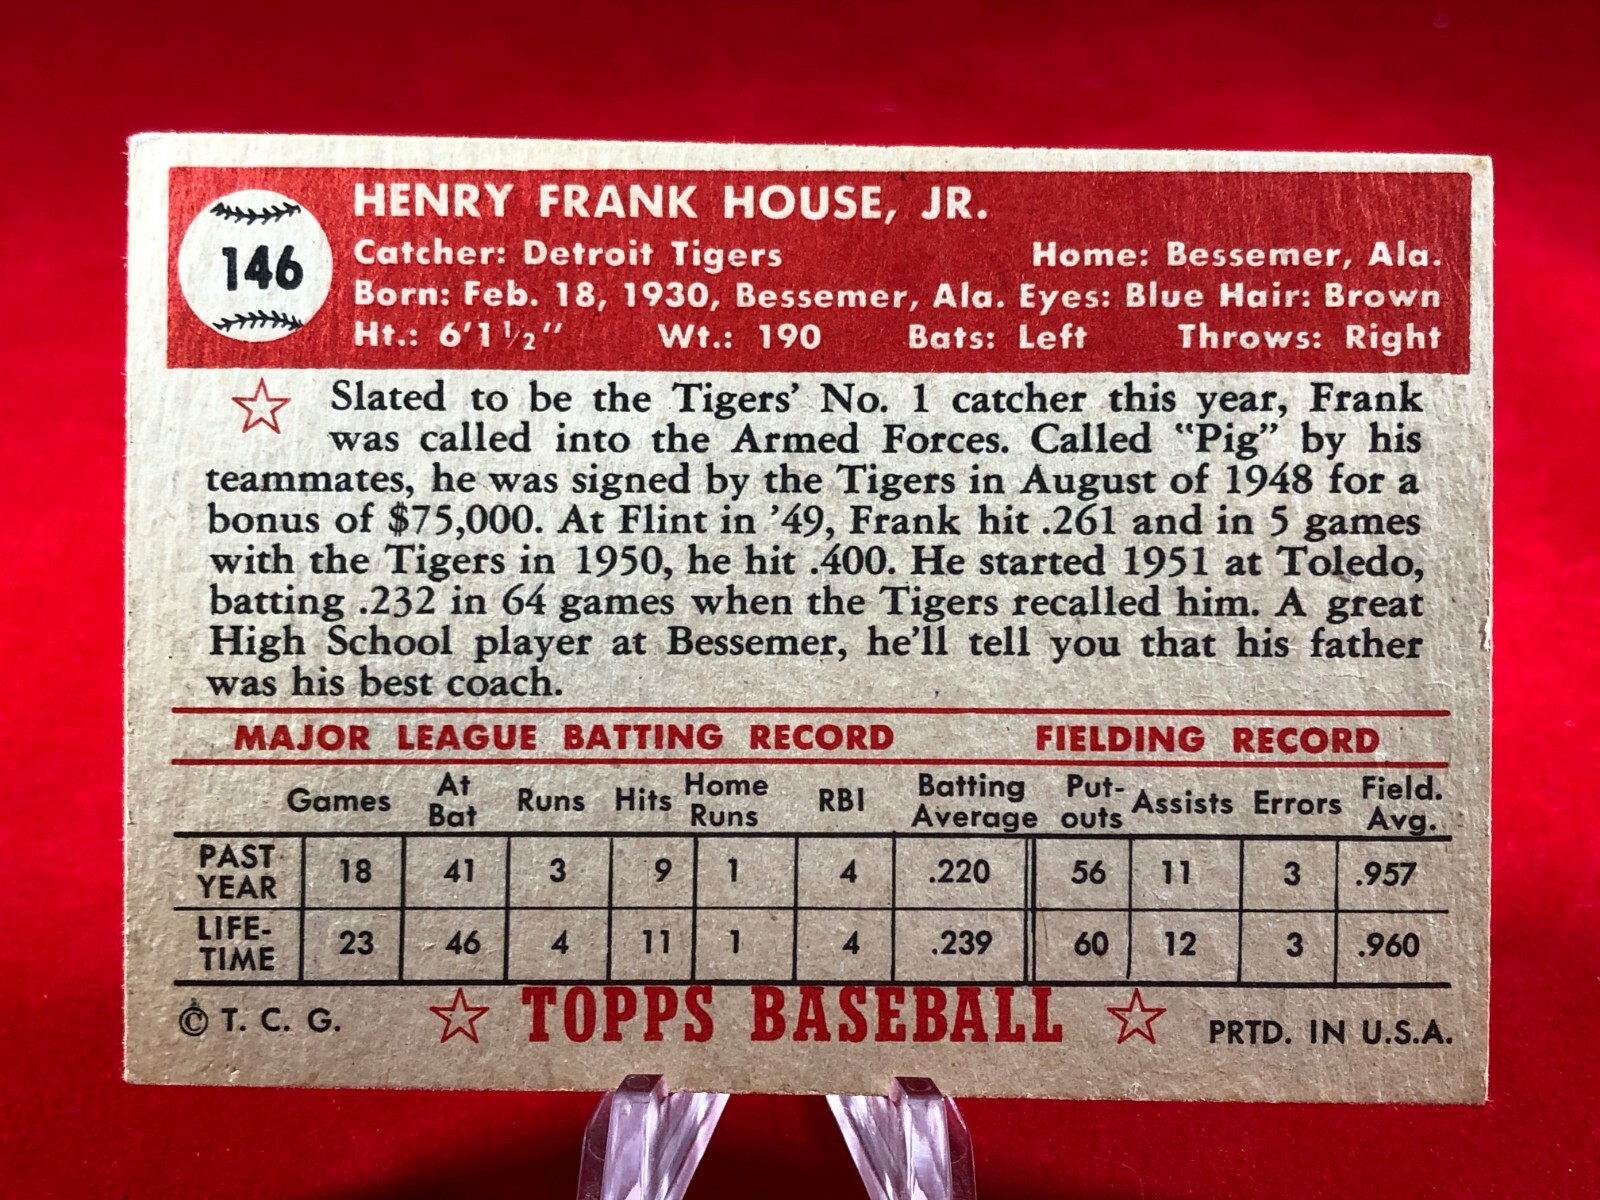 146
HENRY FRANK HOUSE, JR.
Catcher: Detroit Tigers Home: Bessemer, Ala.
Born: Feb. 18, 1930, Bessemer, Ala. Eyes: Blue Hair: Brown
Ht.: 6'1 1/2" Wt.: 190 Bats: Left Throws: Right
Slated to be the Tigers' No. 1 catcher this year, Frank
was called into the Armed Forces. Called "Pig" by his
teammates, he was signed by the Tigers in August of 1948 for a
bonus of $75,000. At Flint in '49, Frank hit .261 and in 5 games
with the Tigers in 1950, he hit .400. He started 1951 at Toledo,
batting .232 in 64 games when the Tigers recalled him. A great
High School player at Bessemer, he'll tell you that his father
was his best coach.
MAJOR LEAGUE BATTING RECORD FIELDING RECORD
Games At Bat Runs Hits Home Runs RBI Batting Average Put-outs Assists Errors Field. Avg.
PAST YEAR 18 41 3 9 1 4 .220 56 11 3 .957
LIFE-TIME 23 46 4 11 1 4 .239 60 12 3 .960
© T. C. G. TOPPS BASEBALL PRTD. IN U.S.A.